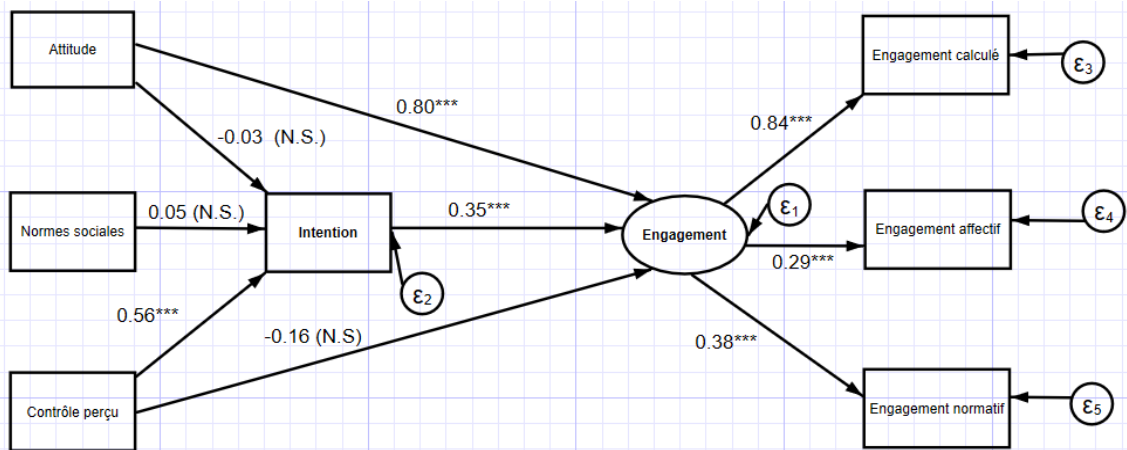 Attitude
Engagement calculé
ε3
0.80***
0.84***
-0.03 (N.S.)
Normes sociales
0.05 (N.S.)
Intention
0.35***
Engagement
ε1
Engagement affectif
ε4
0.29***
ε2
0.56***
-0.16 (N.S)
0.38***
Contrôle perçu
Engagement normatif
ε5